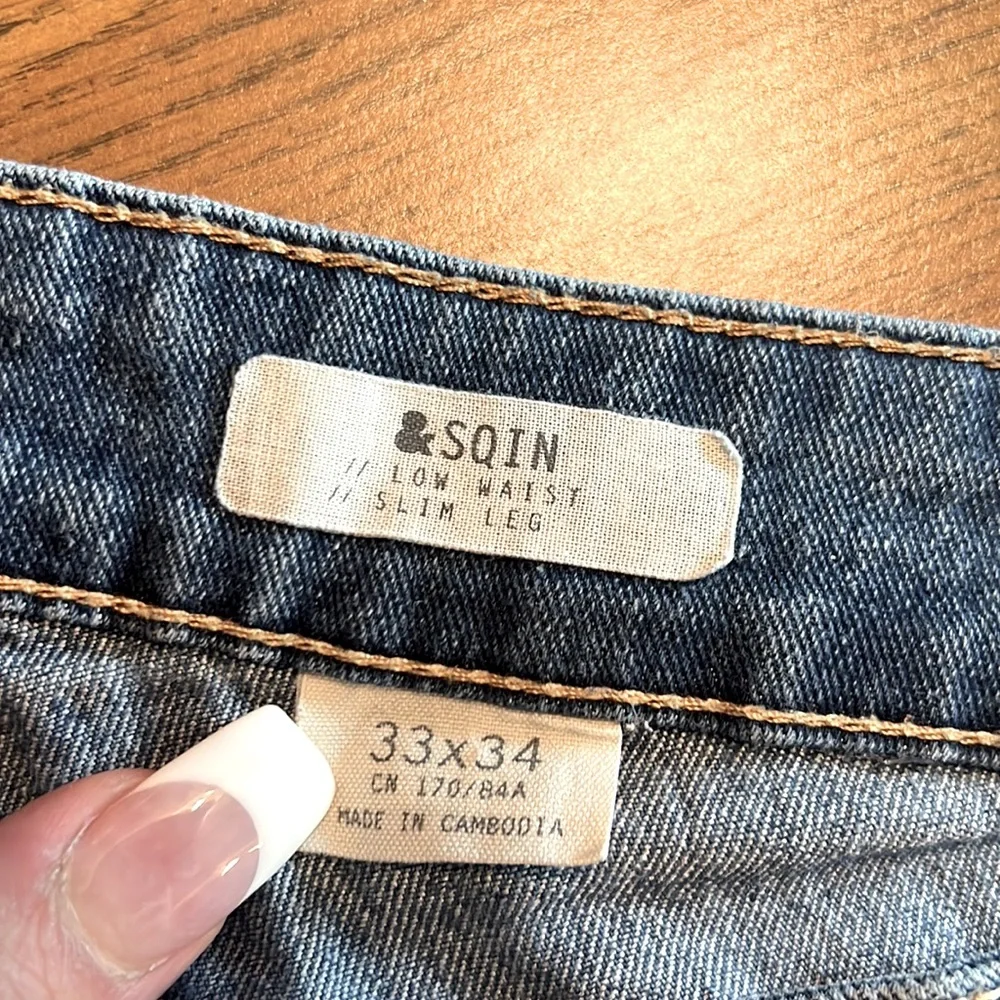 &SQIN
// LOW WAIST
// SLIM LEG
33x34
CN 170/84A
MADE IN CAMBODIA